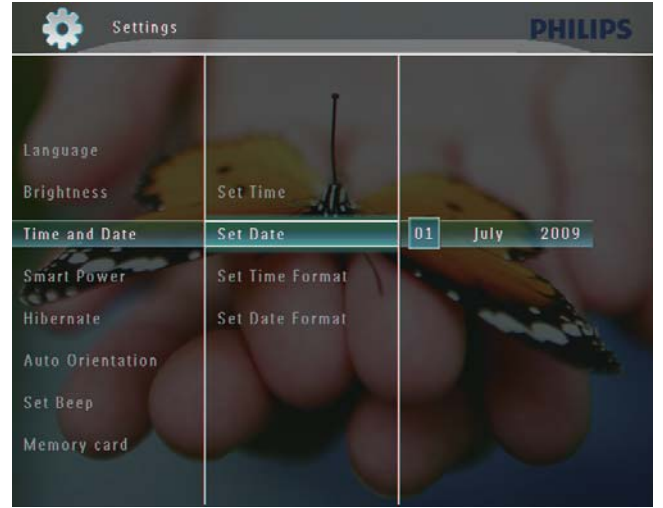 Settings
PHILIPS
Language
Brightness
Time and Date
Smart Power
Hibernate
Auto Orientation
Set Beep
Memory card
Set Time
Set Date
Set Time Format
Set Date Format
01 July 2009